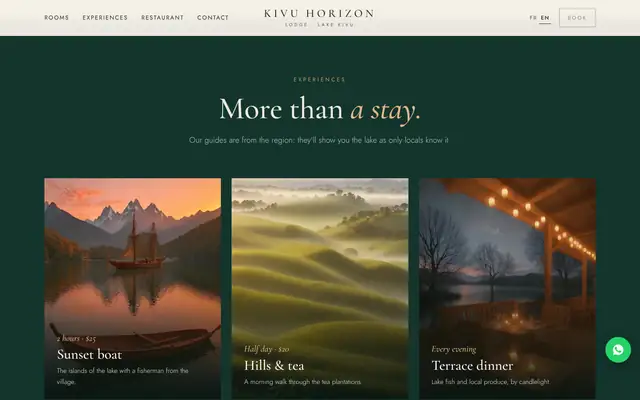 ROOMS EXPERIENCES RESTAURANT CONTACT
KIVU HORIZON
LODGE · LAKE KIVU
FR EN
BOOK
EXPERIENCES
More than a stay.
Our guides are from the region: they'll show you the lake as only locals know it
2 hours · $25
Sunset boat
The islands of the lake with a fisherman from the
village.
Half day · $20
Hills & tea
A morning walk through the tea plantations
Every evening
Terrace dinner
Lake fish and local produce, by candlelight